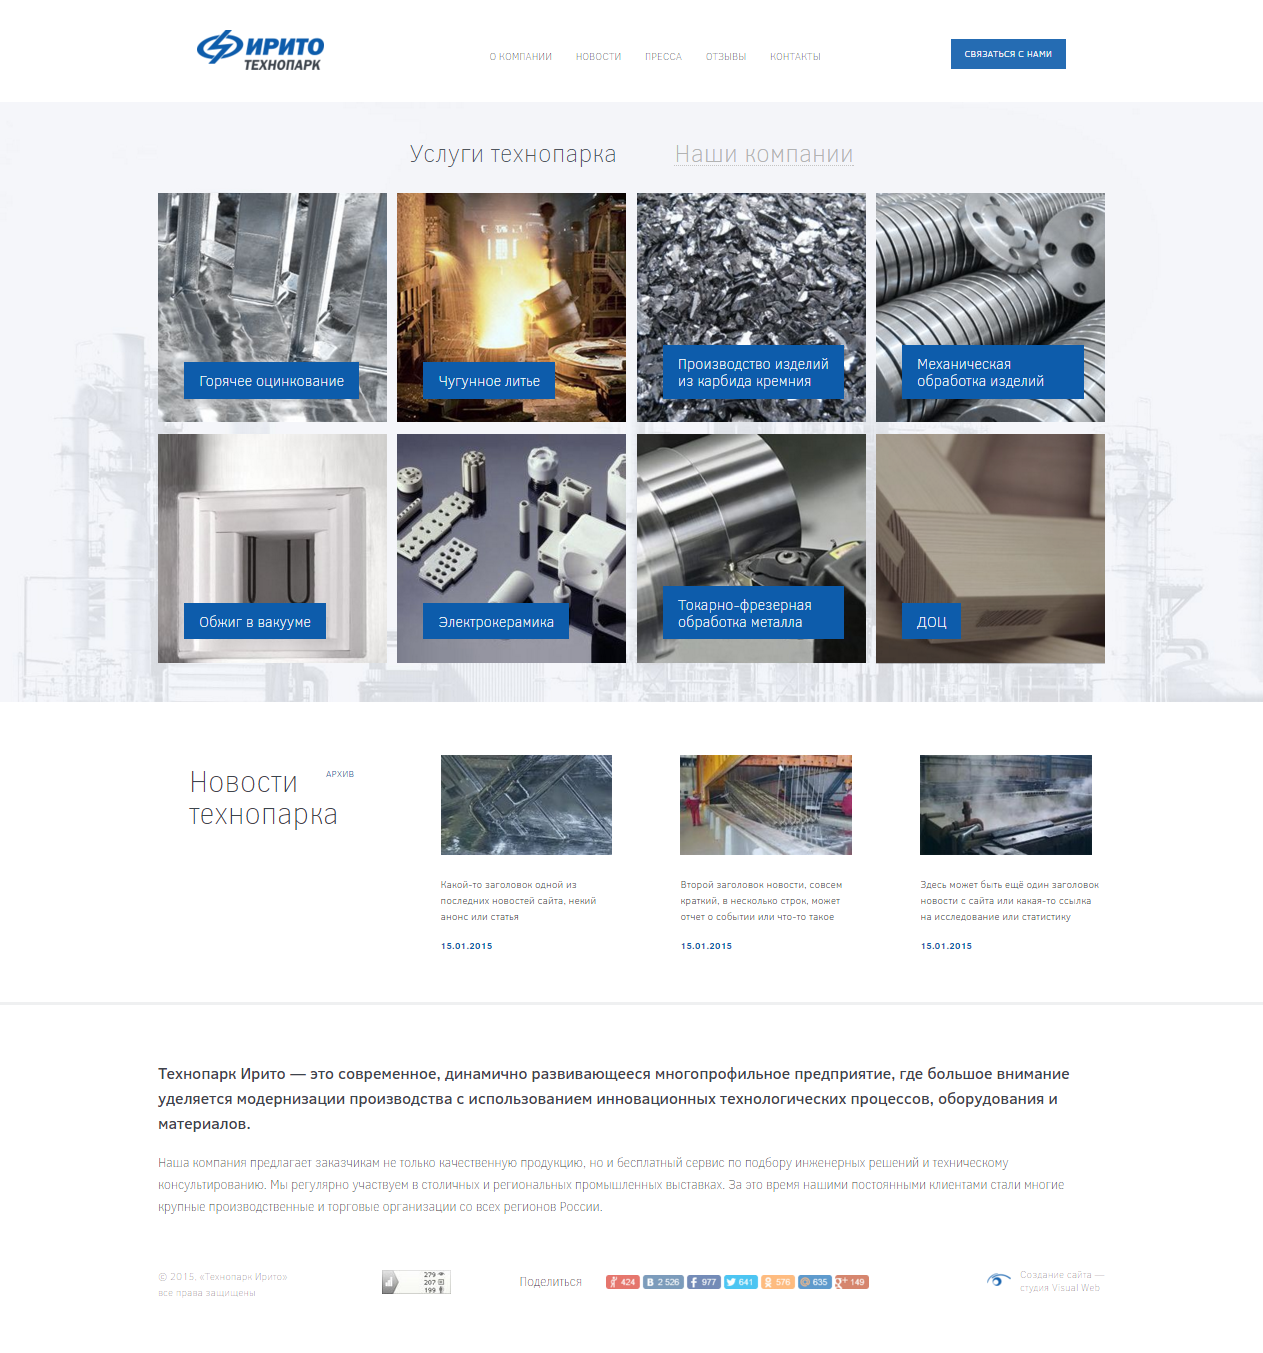 ИРИТО
ТЕХНОПАРК
О КОМПАНИИ НОВОСТИ ПРЕССА ОТЗЫВЫ КОНТАКТЫ
СВЯЗАТЬСЯ С НАМИ
Услуги технопарка Наши компании
Горячее оцинкование
Чугунное литье
Производство изделий
из карбида кремния
Механическая
обработка изделий
Обжиг в вакууме
Электрокерамика
Токарно-фрезерная
обработка металла
ДОЦ
Новости
технопарка
АРХИВ
Какой-то заголовок одной из
последних новостей сайта, некий
анонс или статья
15.01.2015
Второй заголовок новости, совсем
краткий, в несколько строк, может
отчет о событии или что-то такое
15.01.2015
Здесь может быть ещё один заголовок
новости с сайта или какая-то ссылка
на исследование или статистику
15.01.2015
Технопарк Ирито — это современное, динамично развивающееся многопрофильное предприятие, где большое внимание
уделяется модернизации производства с использованием инновационных технологических процессов, оборудования и
материалов.
Наша компания предлагает заказчикам не только качественную продукцию, но и бесплатный сервис по подбору инженерных решений и техническому
консультированию. Мы регулярно участвуем в столичных и региональных промышленных выставках. За это время нашими постоянными клиентами стали многие
крупные производственные и торговые организации со всех регионов России.
© 2015, «Технопарк Ирито»
все права защищены
279
207
199
Поделиться
424 2 526 977 641 576 635 149
Создание сайта —
студия Visual Web